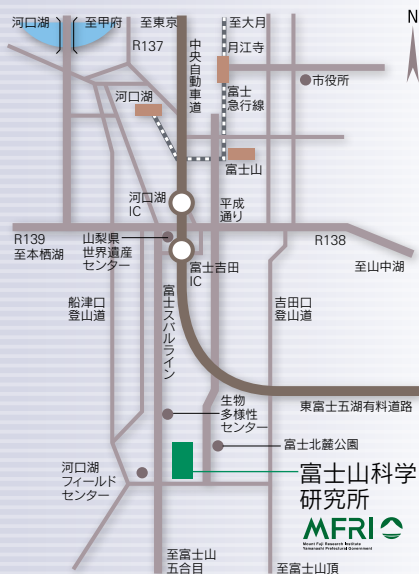 河口湖
至甲府
至東京
至大月
N
R137
中央自動車道
月江寺
市役所
河口湖
富士
急行線
富士山
河口湖
IC
平成
通り
R139
至本栖湖
山梨県
世界遺産
センター
R138
富士吉田
IC
至山中湖
船津口
登山道
富士スバルライン
吉田口
登山道
東富士五湖有料道路
生物
多様性
センター
富士北麓公園
河口湖
フィールド
センター
富士山科学
研究所
MFRI
Mount Fuji Research Institute
Yamanashi Prefectural Government
至富士山
五合目
至富士山頂